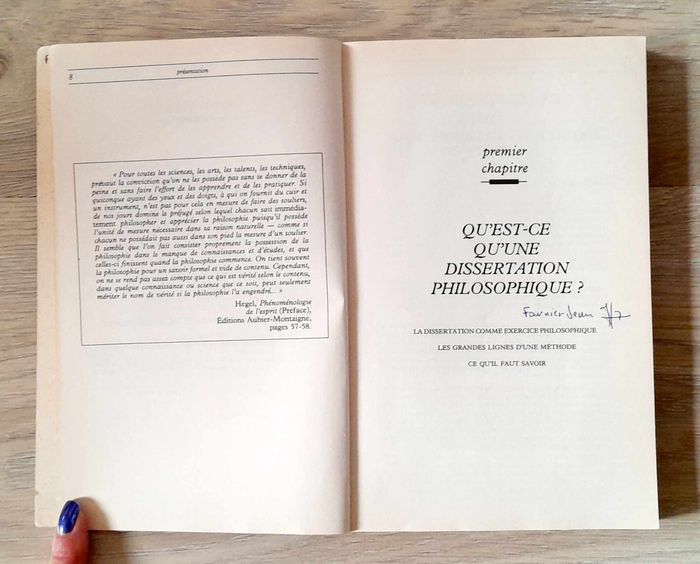 8
présentation
« Pour toutes les sciences, les arts, les talents, les techniques,
prévaut la conviction qu'on ne les possède pas sans se donner de la
peine et sans faire l'effort de les apprendre et de les pratiquer. Si
quiconque ayant des yeux et des doigts, à qui on fournit du cuir et
un instrument, n'est pas pour cela en mesure de faire des souliers,
de nos jours domine le préjugé selon lequel chacun sait immédia-
tement philosopher et apprécier la philosophie puisqu'il possède
l'unité de mesure nécessaire dans sa raison naturelle — comme si
chacun ne possédait pas aussi dans son pied la mesure d'un soulier.
Il semble que l'on fait consister proprement la possession de la
philosophie dans le manque de connaissances et d'études, et que
celles-ci finissent quand la philosophie commence. On tient souvent
la philosophie pour un savoir formel et vide de contenu. Cependant,
on ne se rend pas assez compte que ce qui est vérité selon le contenu,
dans quelque connaissance ou science que ce soit, peut seulement
mériter le nom de vérité si la philosophie l'a engendré... »
Hegel, Phénoménologie
de l'esprit (Préface),
Éditions Aubier-Montaigne,
pages 57-58.
premier
chapitre
QU'EST-CE
QU'UNE
DISSERTATION
PHILOSOPHIQUE ?
Fournier Jean
LA DISSERTATION COMME EXERCICE PHILOSOPHIQUE
LES GRANDES LIGNES D'UNE MÉTHODE
CE QU'IL FAUT SAVOIR